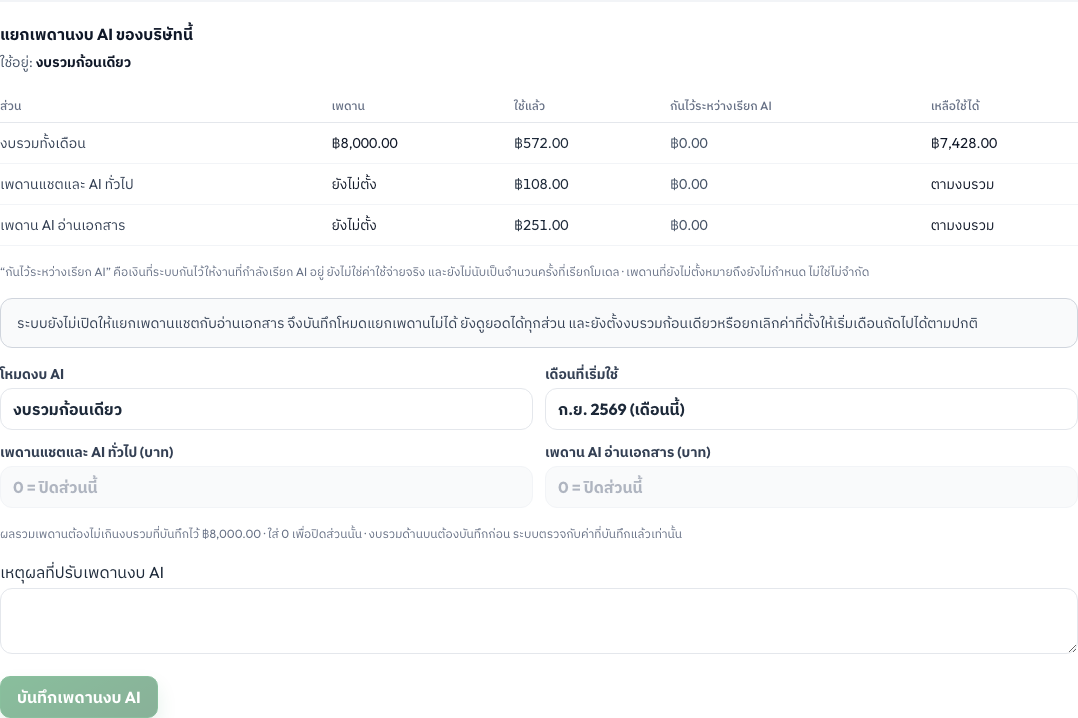 แยกเพดานงบ AI ของบริษัทนี้
ใช้อยู่: งบรวมก้อนเดียว
ส่วน เพดาน ใช้แล้ว กันไว้ระหว่างเรียก AI เหลือใช้ได้
งบรวมทั้งเดือน ฿8,000.00 ฿572.00 ฿0.00 ฿7,428.00
เพดานแชตและ AI ทั่วไป ยังไม่ตั้ง ฿108.00 ฿0.00 ตามงบรวม
เพดาน AI อ่านเอกสาร ยังไม่ตั้ง ฿251.00 ฿0.00 ตามงบรวม
“กันไว้ระหว่างเรียก AI” คือเงินที่ระบบกันไว้ให้งานที่กำลังเรียก AI อยู่ ยังไม่ใช่ค่าใช้จ่ายจริง และยังไม่นับเป็นจำนวนครั้งที่เรียกโมเดล · เพดานที่ยังไม่ตั้งหมายถึงยังไม่กำหนด ไม่ใช่ไม่จำกัด
ระบบยังไม่เปิดให้แยกเพดานแชตกับอ่านเอกสาร จึงบันทึกโหมดแยกเพดานไม่ได้ ยังดูยอดได้ทุกส่วน และยังตั้งงบรวมก้อนเดียวหรือยกเลิกค่าที่ตั้งให้เริ่มเดือนถัดไปได้ตามปกติ
โหมดงบ AI เดือนที่เริ่มใช้
งบรวมก้อนเดียว ก.ย. 2569 (เดือนนี้)
เพดานแชตและ AI ทั่วไป (บาท) เพดาน AI อ่านเอกสาร (บาท)
0 = ปิดส่วนนี้ 0 = ปิดส่วนนี้
ผลรวมเพดานต้องไม่เกินงบรวมที่บันทึกไว้ ฿8,000.00 · ใส่ 0 เพื่อปิดส่วนนั้น · งบรวมด้านบนต้องบันทึกก่อน ระบบตรวจกับค่าที่บันทึกแล้วเท่านั้น
เหตุผลที่ปรับเพดานงบ AI
บันทึกเพดานงบ AI